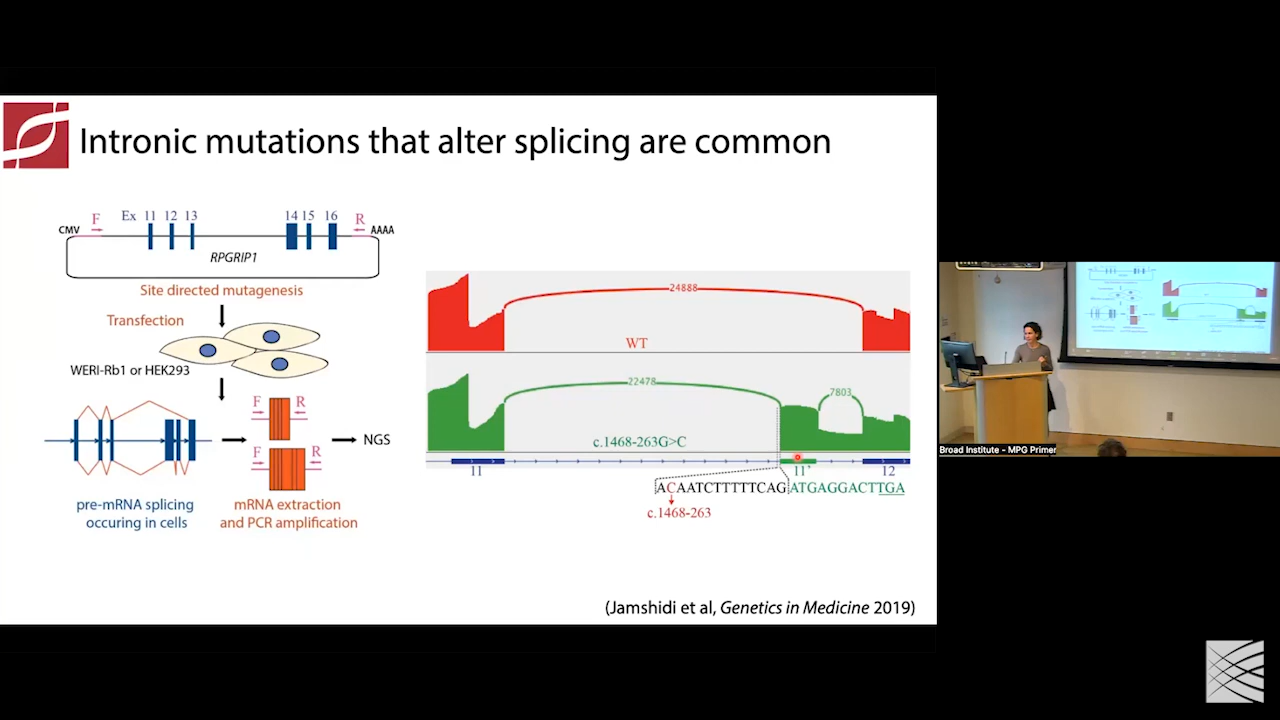 Intronic mutations that alter splicing are common
F Ex 11 12 13 14 15 16 R
CMV AAAA
RPGRIP1
Site directed mutagenesis
Transfection
WERI-Rb1 or HEK293
F R
F R
NGS
pre-mRNA splicing
occuring in cells
mRNA extraction
and PCR amplification
24888
WT
22478
7803
c.1468-263G>C
11 11' 12
ACAATCTTTTTCAGATGAGGACTTGA
c.1468-263
(Jamshidi et al, Genetics in Medicine 2019)
Broad Institute - MPG Primer